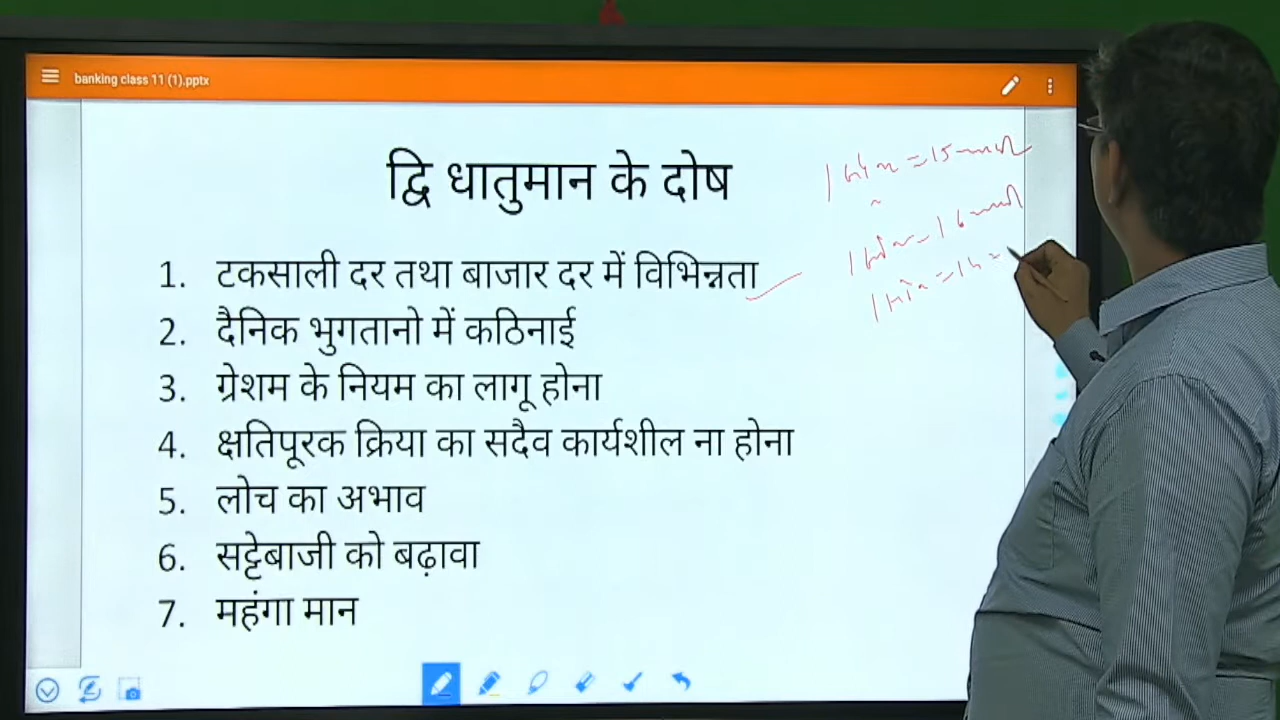 banking class 11 (1).pptx
द्वि धातुमान के दोष
1. टकसाली दर तथा बाजार दर में विभिन्नता
2. दैनिक भुगतानो में कठिनाई
3. ग्रेशम के नियम का लागू होना
4. क्षतिपूरक क्रिया का सदैव कार्यशील ना होना
5. लोच का अभाव
6. सट्टेबाजी को बढ़ावा
7. महंगा मान
= 15